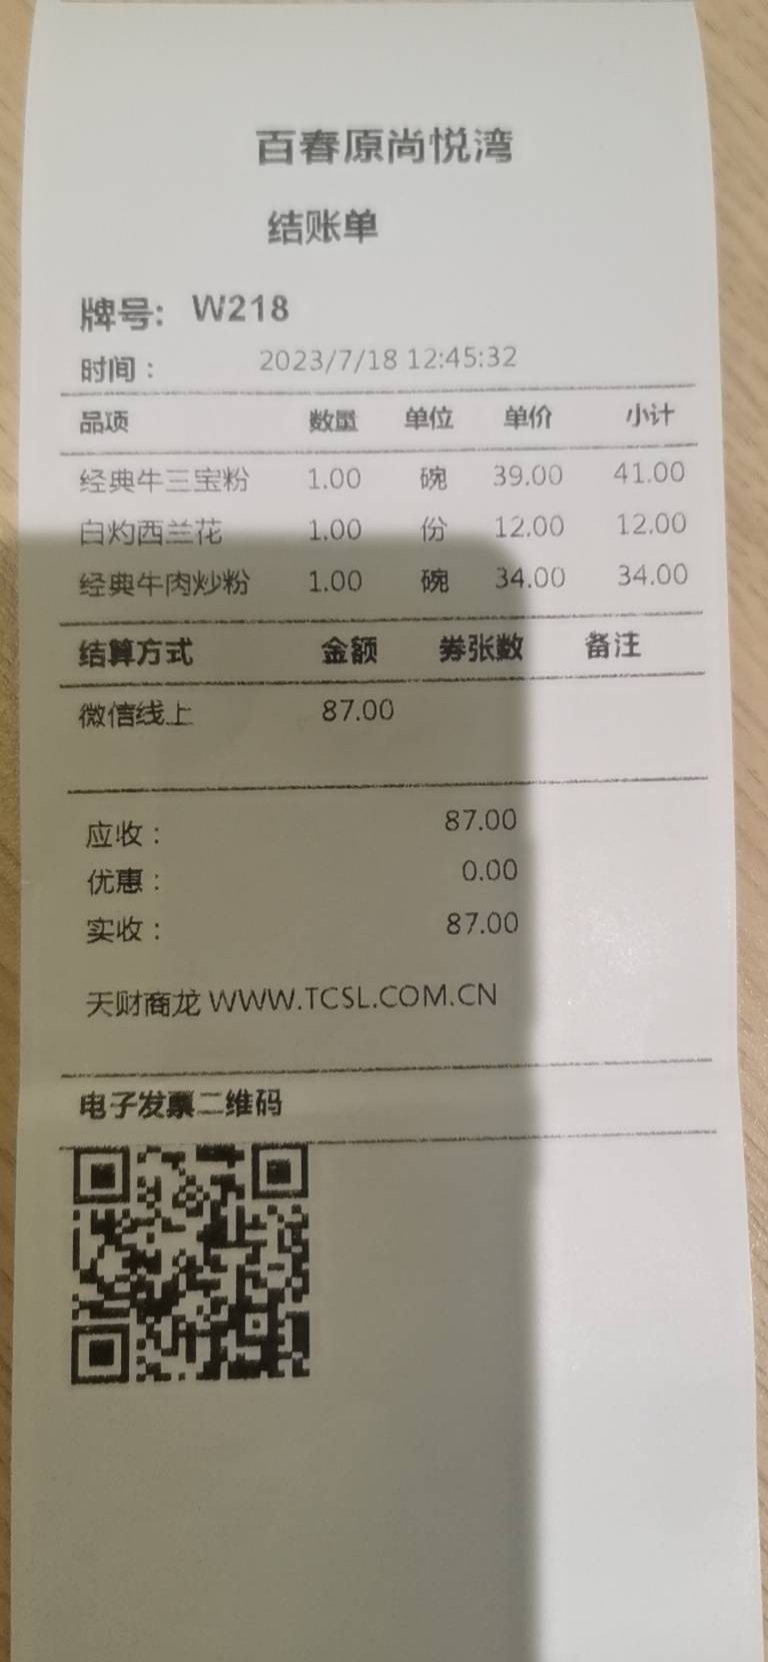 百春原尚悦湾
结账单
牌号: W218
时间： 2023/7/18 12:45:32
品项 数量 单位 单价 小计
经典牛三宝粉 1.00 碗 39.00 41.00
白灼西兰花 1.00 份 12.00 12.00
经典牛肉炒粉 1.00 碗 34.00 34.00
结算方式 金额 券张数 备注
微信线上 87.00
应收： 87.00
优惠： 0.00
实收： 87.00
天财商龙 WWW.TCSL.COM.CN
电子发票二维码